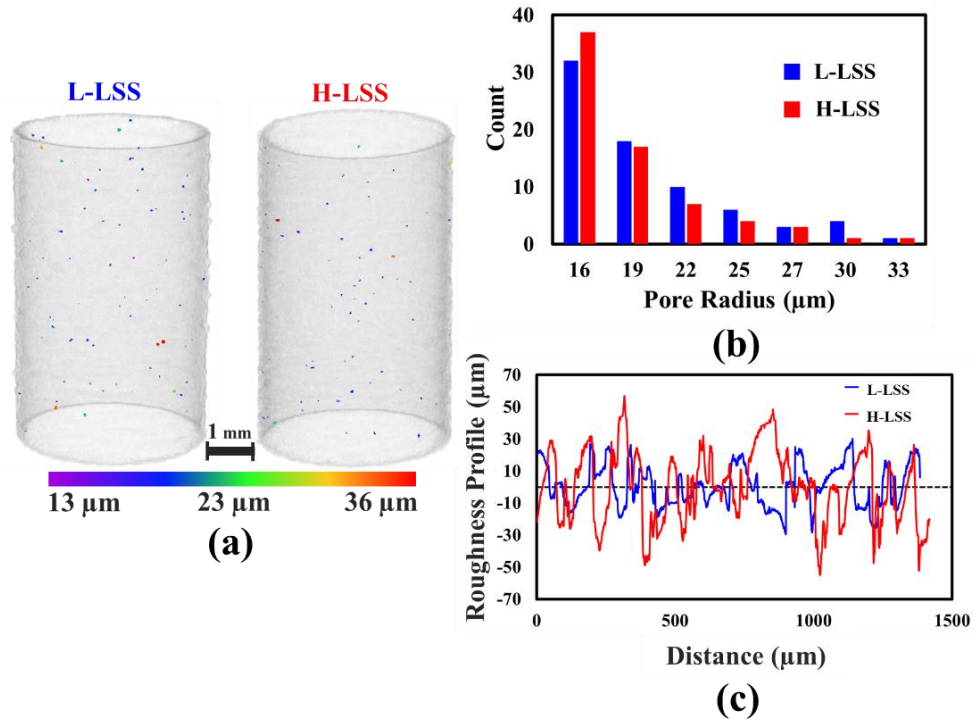 L-LSS
H-LSS
1 mm
13 µm
23 µm
36 µm
(a)
Count
40
30
20
10
0
L-LSS
H-LSS
16
19
22
25
27
30
33
Pore Radius (µm)
(b)
Roughness Profile (µm)
70
50
30
10
-10
-30
-50
-70
L-LSS
H-LSS
0
500
1000
1500
Distance (µm)
(c)